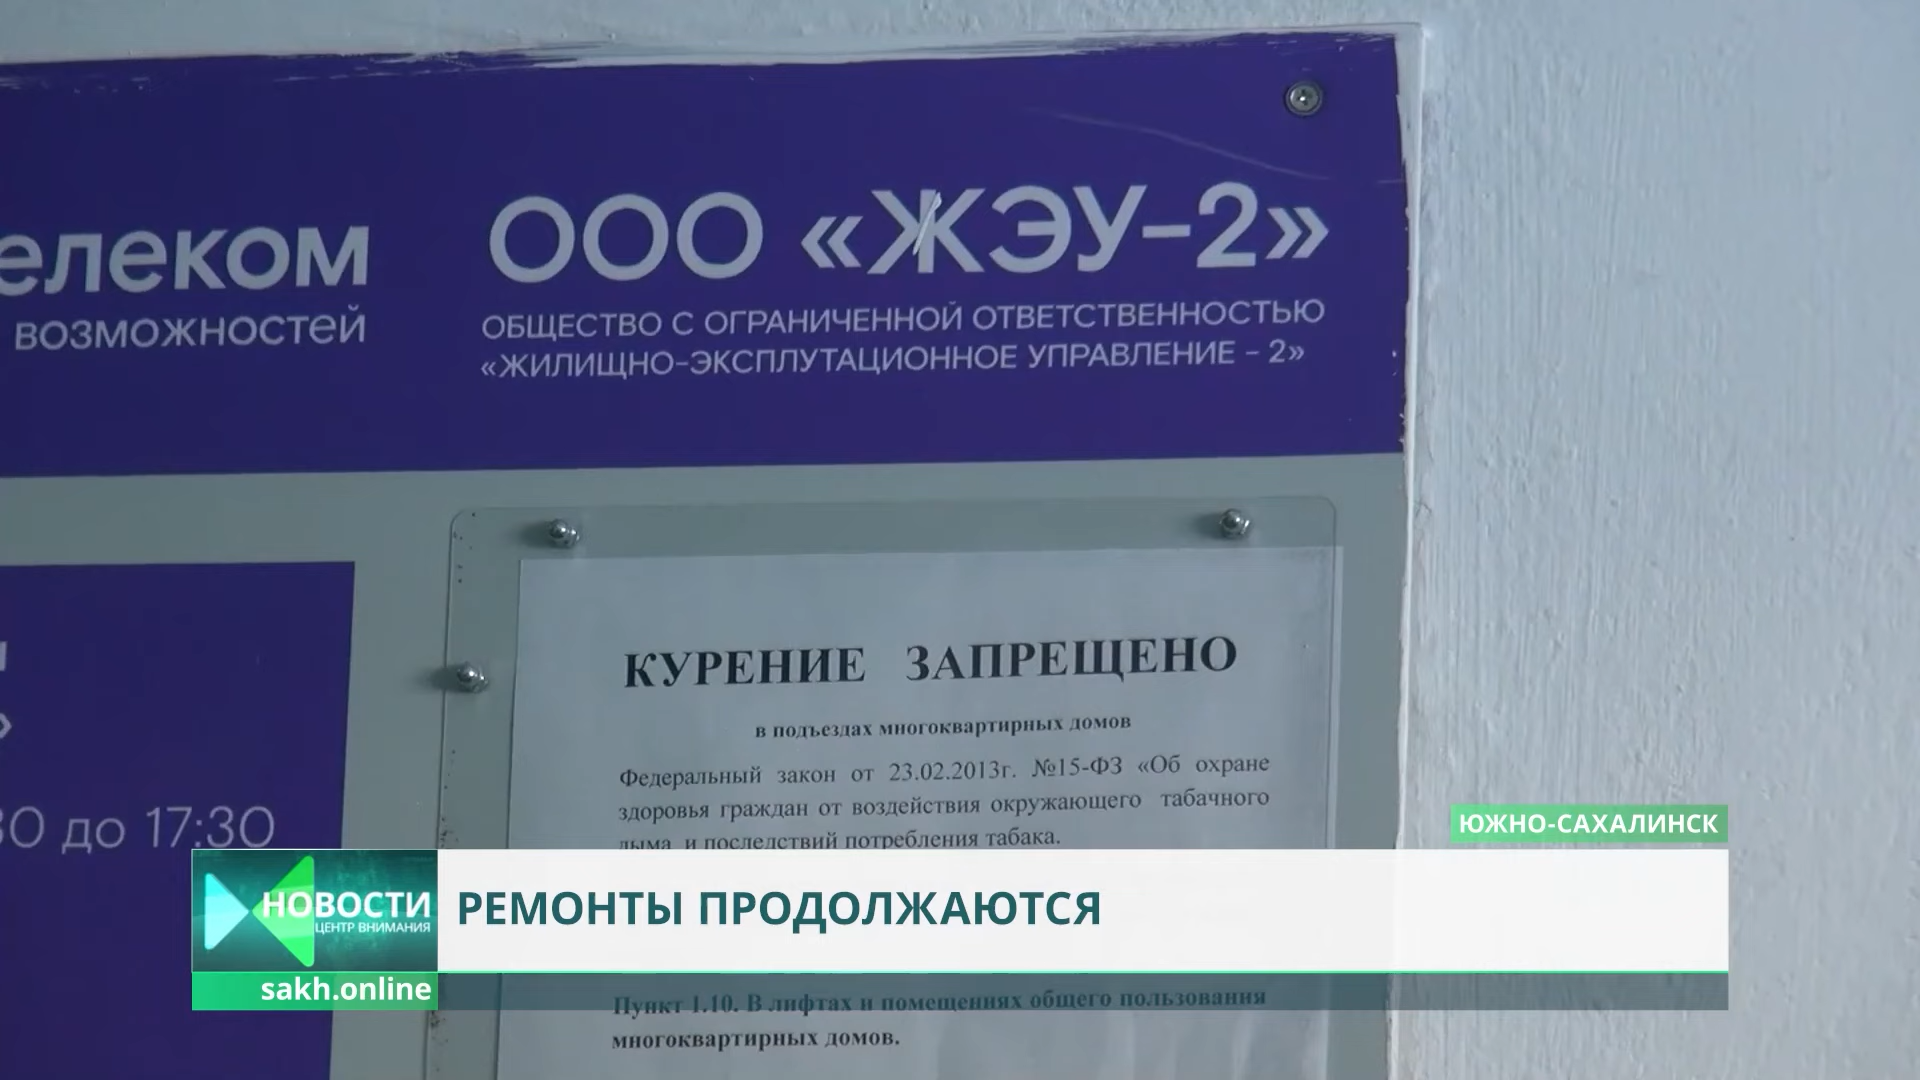 елеком
возможностей
ООО «ЖЭУ-2»
ОБЩЕСТВО С ОГРАНИЧЕННОЙ ОТВЕТСТВЕННОСТЬЮ
«ЖИЛИЩНО-ЭКСПЛУТАЦИОННОЕ УПРАВЛЕНИЕ - 2»
30 до 17:30
КУРЕНИЕ ЗАПРЕЩЕНО
в подъездах многоквартирных домов
Федеральный закон от 23.02.2013г. №15-ФЗ «Об охране
здоровья граждан от воздействия окружающего табачного
дыма и последствий потребления табака.
ЮЖНО-САХАЛИНСК
НОВОСТИ
ЦЕНТР ВНИМАНИЯ
РЕМОНТЫ ПРОДОЛЖАЮТСЯ
sakh.online
Пункт 1.10. В лифтах и помещениях общего пользования
многоквартирных домов.